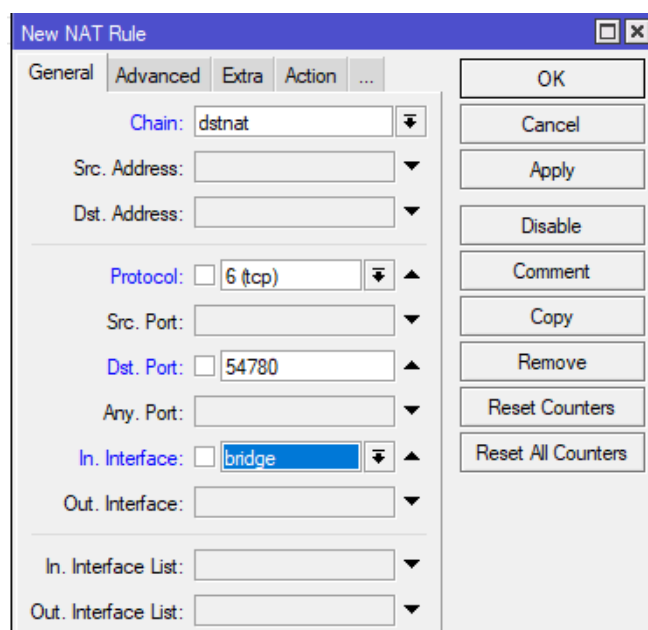 New NAT Rule
General Advanced Extra Action ...
Chain: dstnat
Src. Address:
Dst. Address:
Protocol: 6 (tcp)
Src. Port:
Dst. Port: 54780
Any. Port:
In. Interface: bridge
Out. Interface:
In. Interface List:
Out. Interface List:
OK
Cancel
Apply
Disable
Comment
Copy
Remove
Reset Counters
Reset All Counters